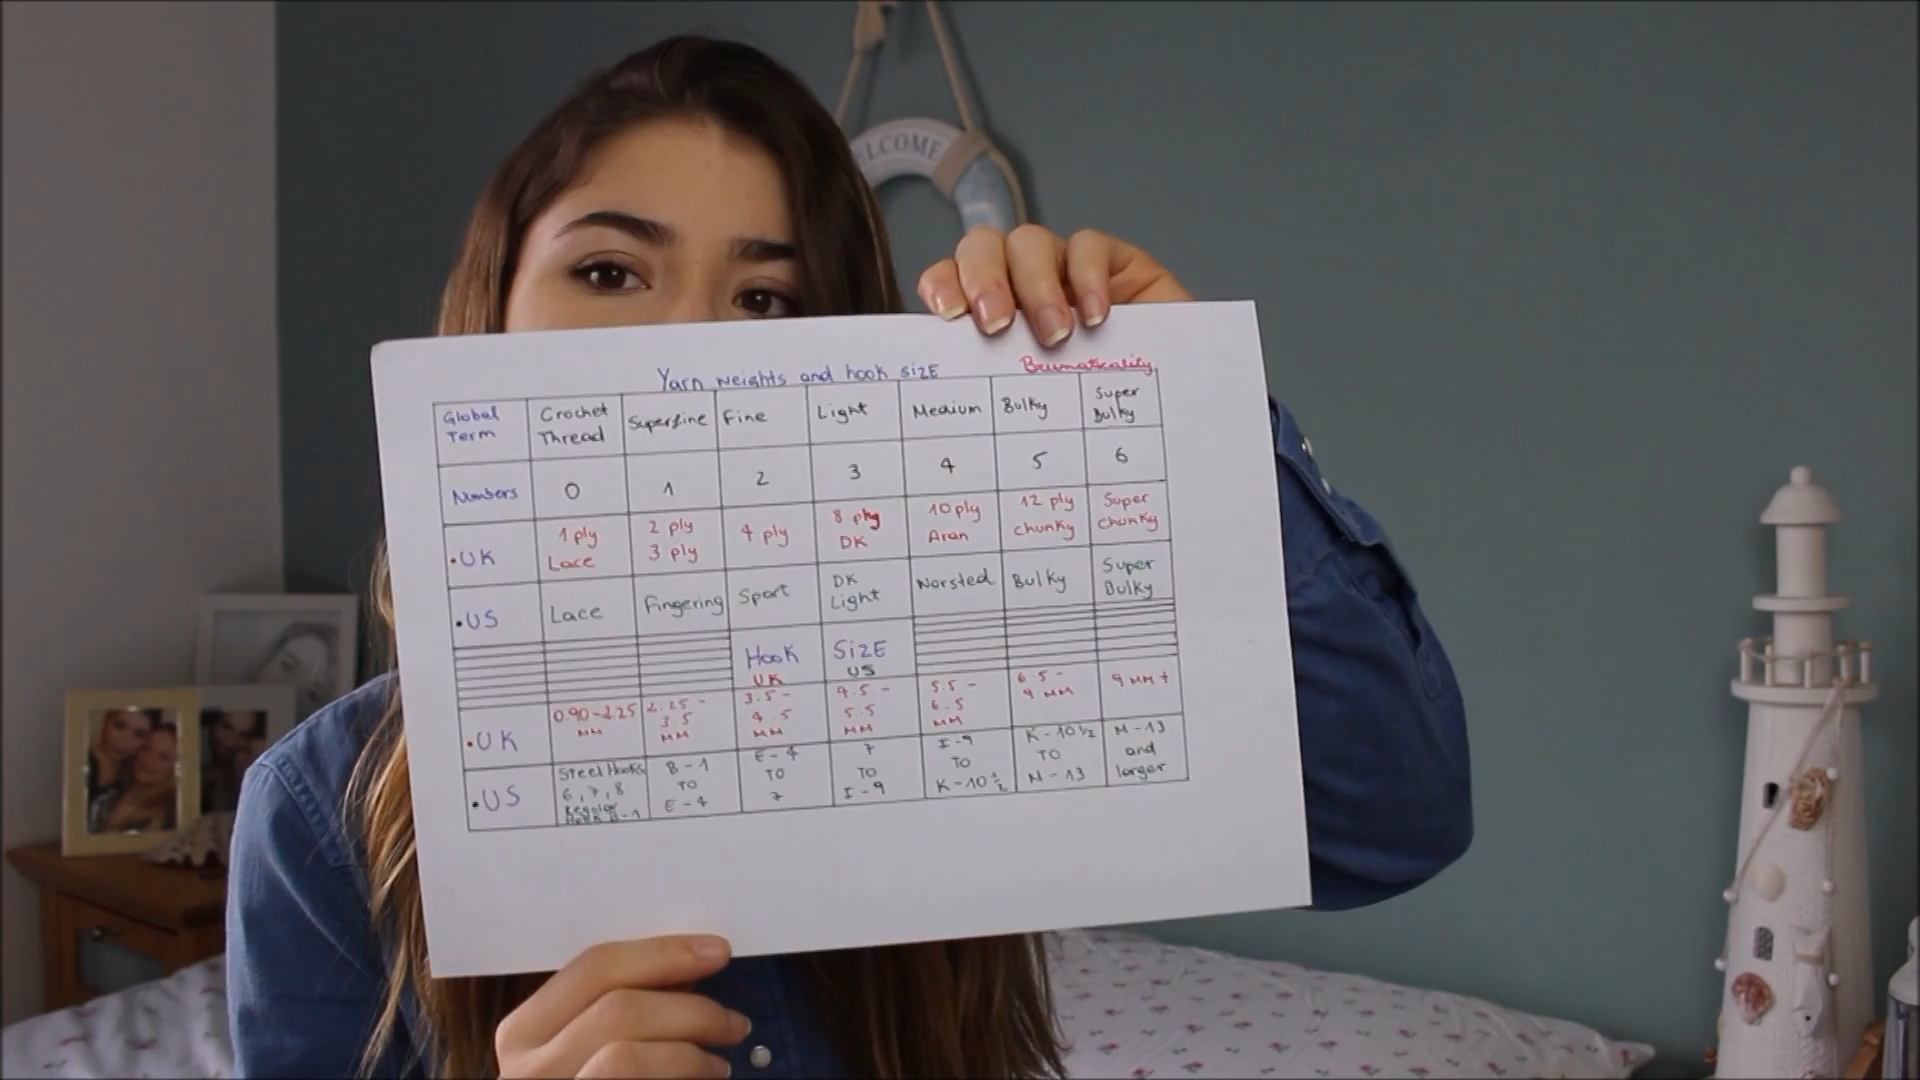 ELCOME
Yarn weights and hook size
Brumaticality
Global Term Crochet Thread Superfine Fine Light Medium Bulky Super Bulky
Numbers 0 1 2 3 4 5 6
•UK 1 ply Lace 2 ply 3 ply 4 ply 8 ply DK 10 ply Aran 12 ply chunky Super chunky
•US Lace Fingering Sport DK Light Worsted Bulky Super Bulky
Hook UK SIZE US
•UK 0.90-2.25 MM 2.25 - 3.5 MM 3.5 - 4.5 MM 4.5 - 5.5 MM 5.5 - 6.5 MM 6.5 - 9 MM 9 MM +
•US Steel Hooks 6, 7, 8 Regular Hook B-1 B-1 TO E-4 E-4 TO 7 7 TO I-9 I-9 TO K-10 1/2 K-10 1/2 TO M-13 M-13 and larger